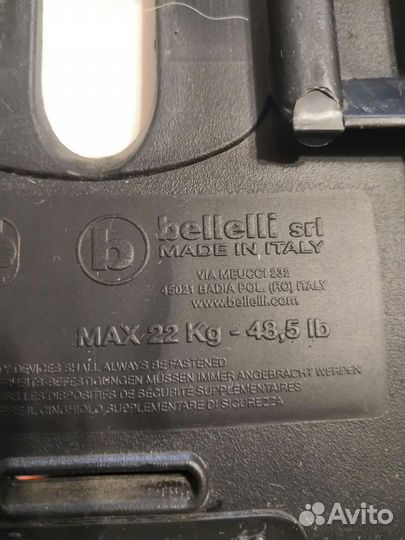 b bellelli srl
MADE IN ITALY
VIA MEUCCI 232
45021 BADIA POL. (RO) ITALY
www.bellelli.com
MAX 22 Kg - 48,5 lb
DEVICES SHALL ALWAYS BE FASTENED
BEFESTIGUNGEN MÜSSEN IMMER ANGEBRACHT WERDEN
LES DISPOSITIFS DE SÉCURITÉ SUPPLÉMENTAIRES
IL CINGHIOLO SUPPLEMENTARE DI SICUREZZA
Avito